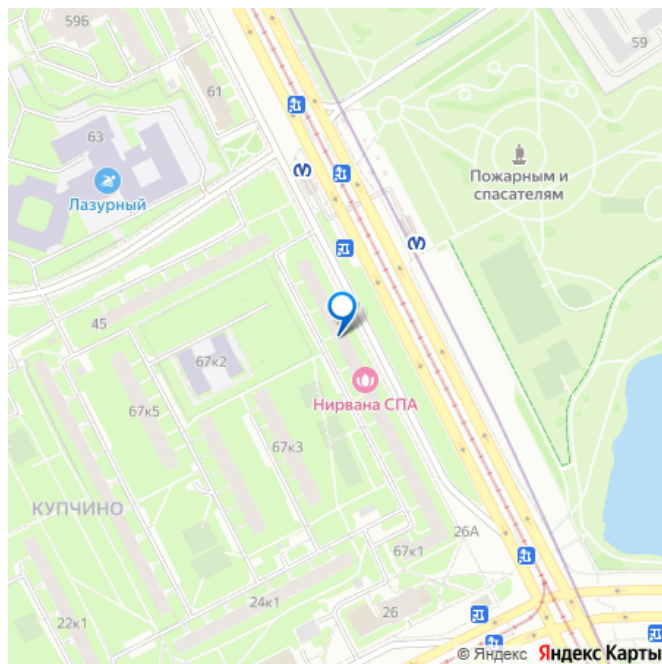 59Б
59
61
63
Лазурный
Пожарным и
спасателям
45
67к2
67к5
Нирвана СПА
67к3
КУПЧИНО
26А
67к1
24к1
26
22к1
© Яндекс Яндекс Карты